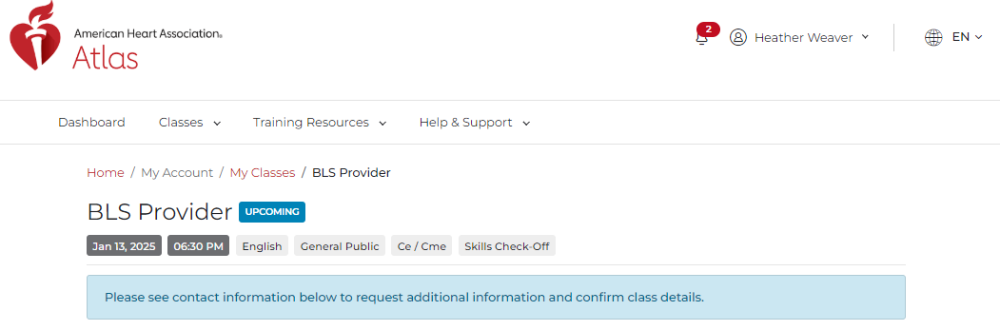 American Heart Association®
Atlas
2
Heather Weaver
EN
Dashboard Classes Training Resources Help & Support
Home / My Account / My Classes / BLS Provider
BLS Provider UPCOMING
Jan 13, 2025 06:30 PM English General Public Ce / Cme Skills Check-Off
Please see contact information below to request additional information and confirm class details.